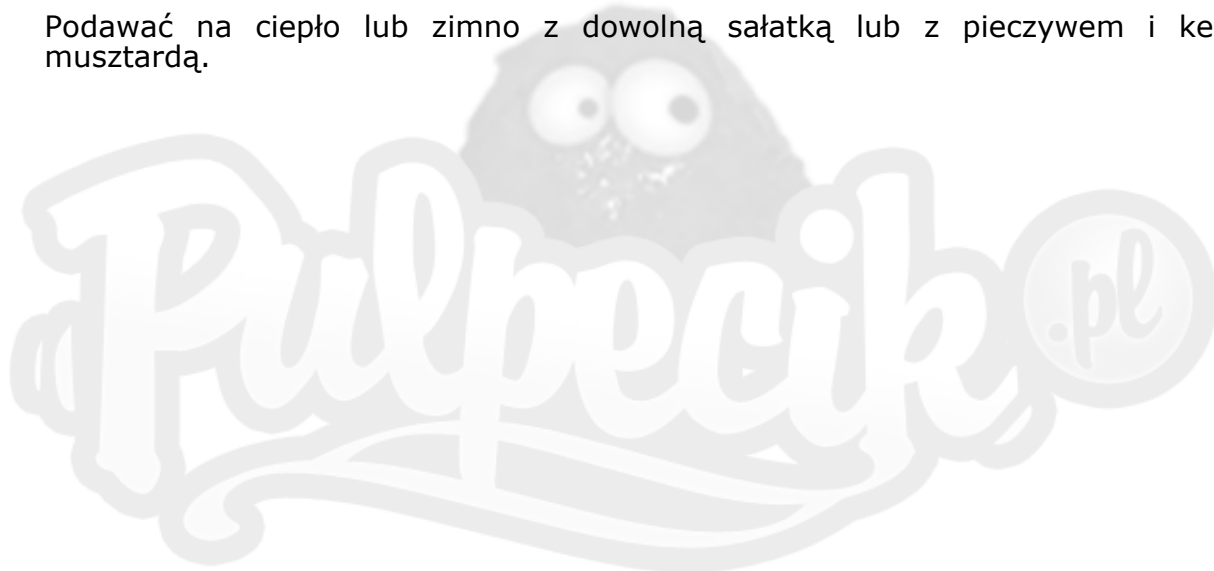 Podawać na ciepło lub zimno z dowolną sałatką lub z pieczywem i ke
musztardą.
Pulpecik .pl